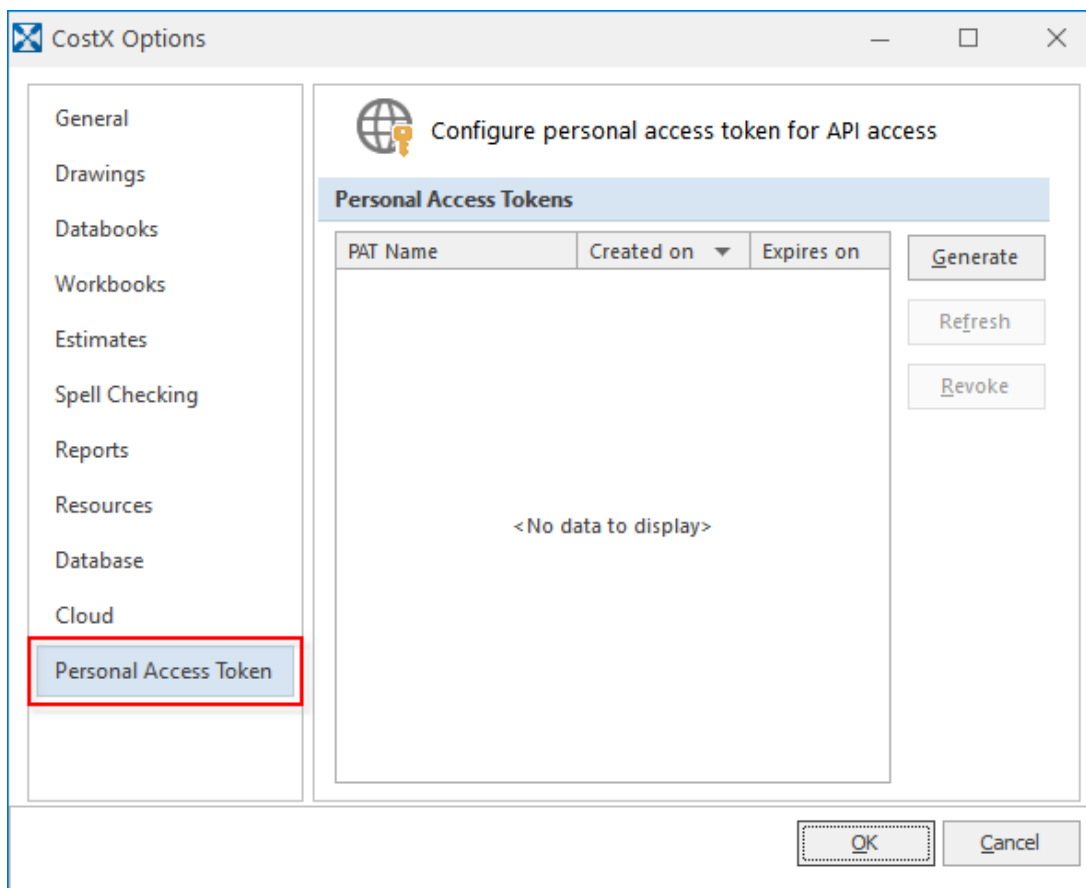 CostX Options
General
Drawings
Databooks
Workbooks
Estimates
Spell Checking
Reports
Resources
Database
Cloud
Personal Access Token
Configure personal access token for API access
Personal Access Tokens
PAT Name Created on Expires on
<No data to display>
Generate
Refresh
Revoke
OK Cancel